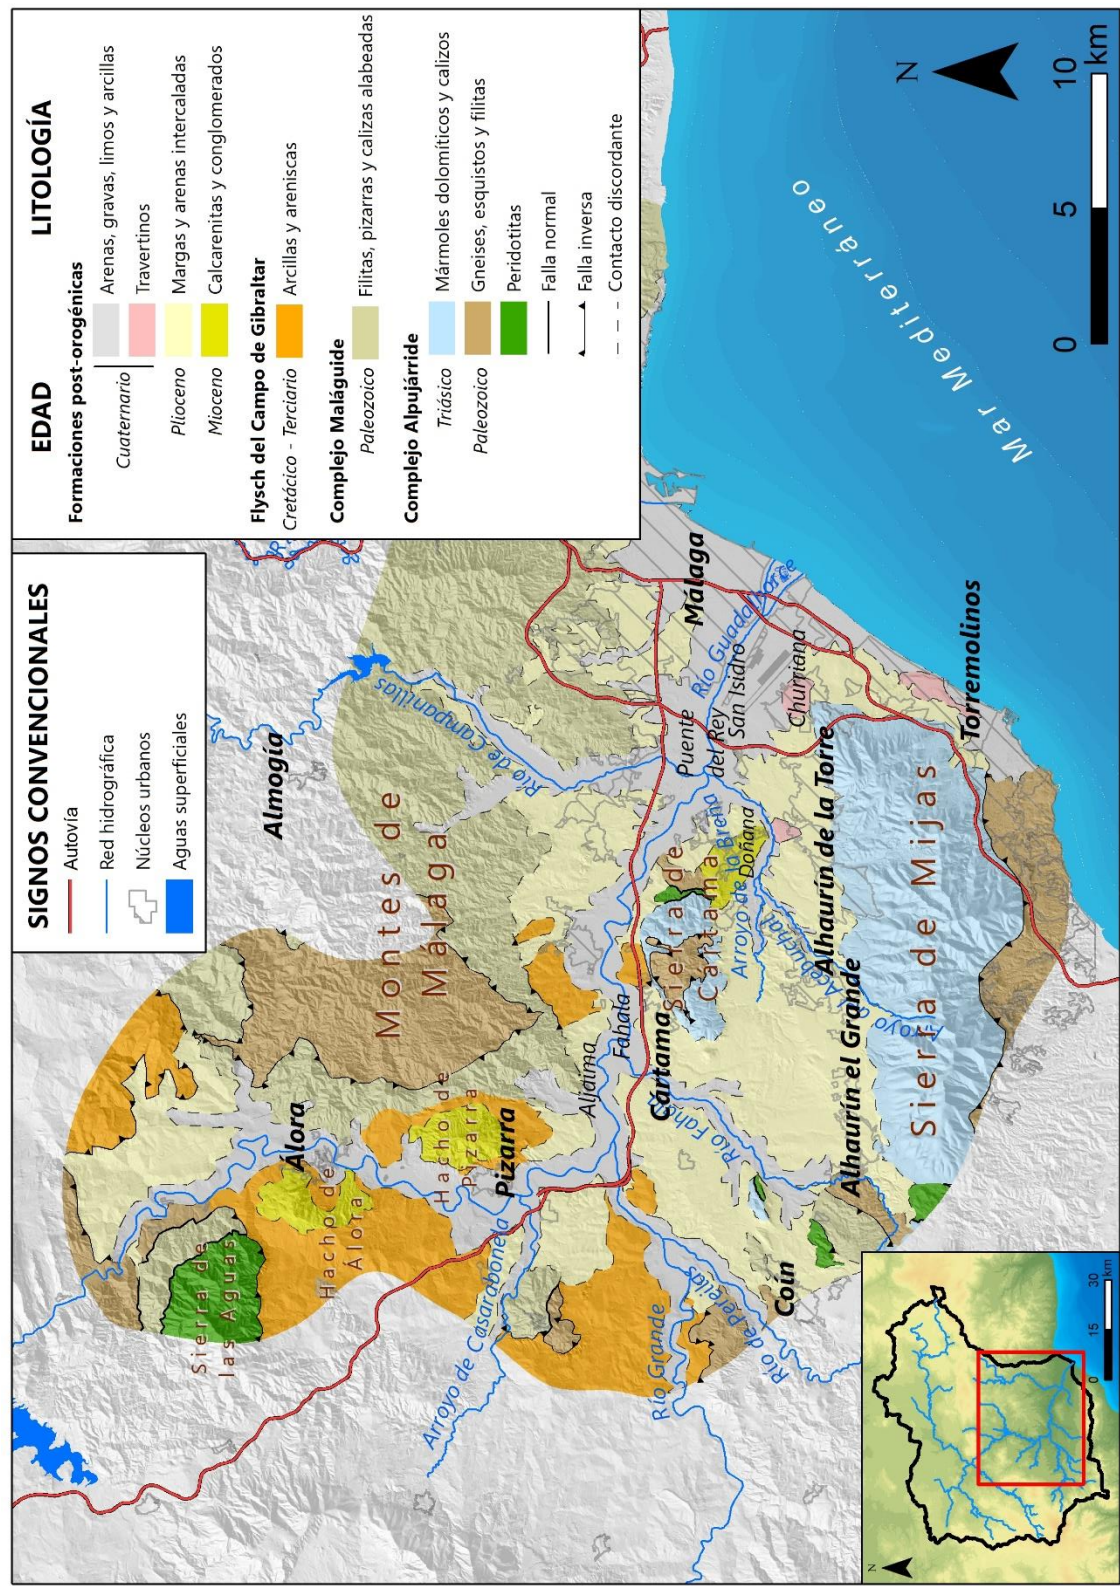 SIGNOS CONVENCIONALES
Autovía
Red hidrográfica
Núcleos urbanos
Aguas superficiales
EDAD
LITOLOGÍA
Formaciones post-orogénicas
Cuaternario
Arenas, gravas, limos y arcillas
Travertinos
Plioceno
Margas y arenas intercaladas
Mioceno
Calcarenitas y conglomerados
Flysch del Campo de Gibraltar
Cretácico - Terciario
Arcillas y areniscas
Complejo Maláguide
Paleozoico
Filitas, pizarras y calizas alabeadas
Complejo Alpujárride
Triásico
Mármoles dolomíticos y calizos
Paleozoico
Gneises, esquistos y filitas
Peridotitas
Falla normal
Falla inversa
Contacto discordante
Almogía
Montes de
Málaga
Río de Campanillas
Sierra de
las Aguas
Álora
Hacho de
Álora
Hacho de
Pizarra
Pizarra
Arroyo de Casarabonela
Aljaima
Fahala
Cártama
Río Fahala
Sierra de
Cártama
Puente
del Rey
Río Guadalhorce
San Isidro
Málaga
Churriana
Doñana
Arroyo de la Breña
Arroyo del Acebuchal
Alhaurín de la Torre
Alhaurín el Grande
Sierra de Mijas
Torremolinos
Río Grande
Río de Pereilas
Coín
Mar Mediterráneo
N
0 5 10
km
N
0 15 30
km